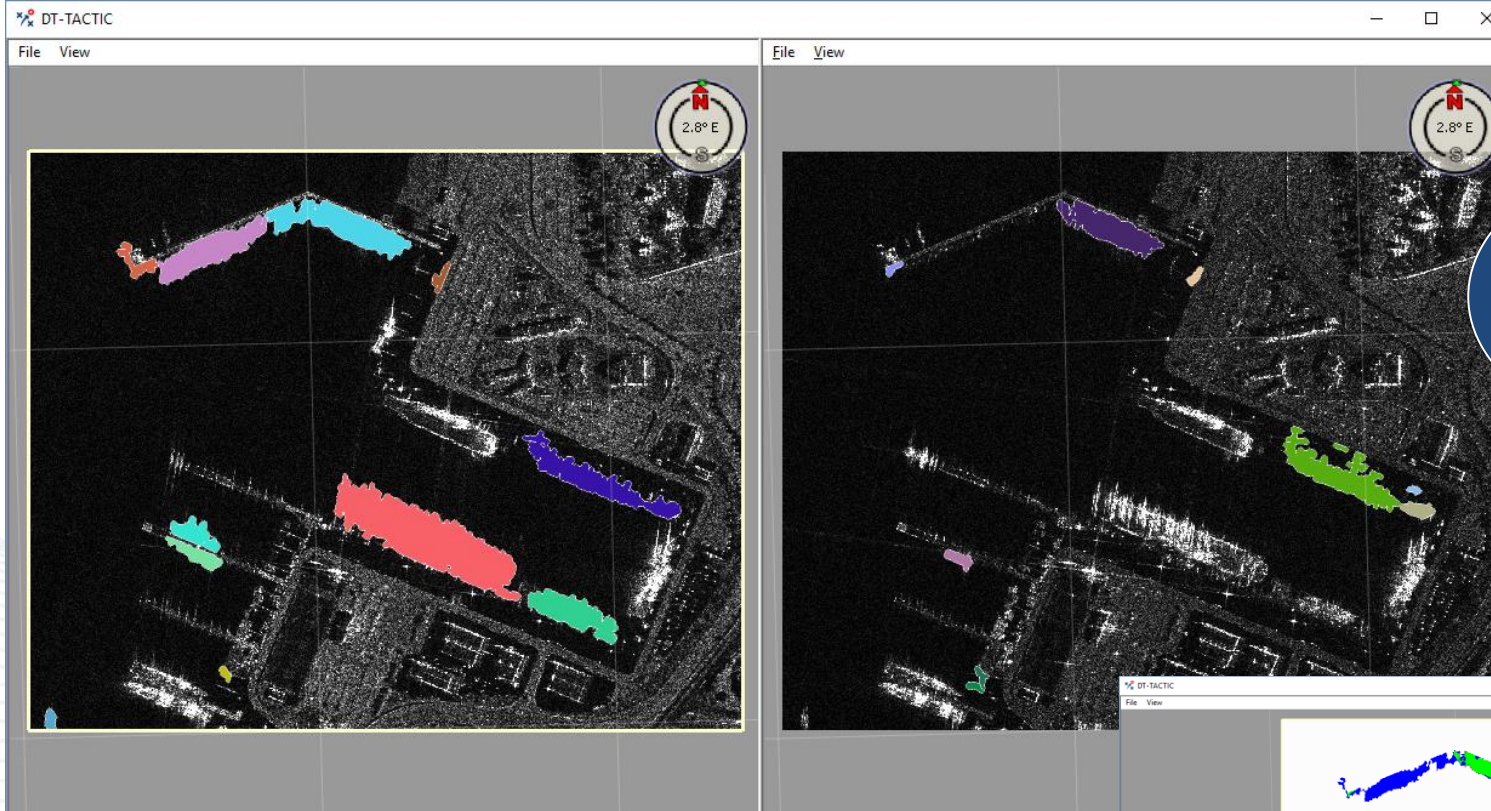 DT-TACTIC
File View
File View
N
2.8° E
S
N
2.8° E
S
DT-TACTIC
File View